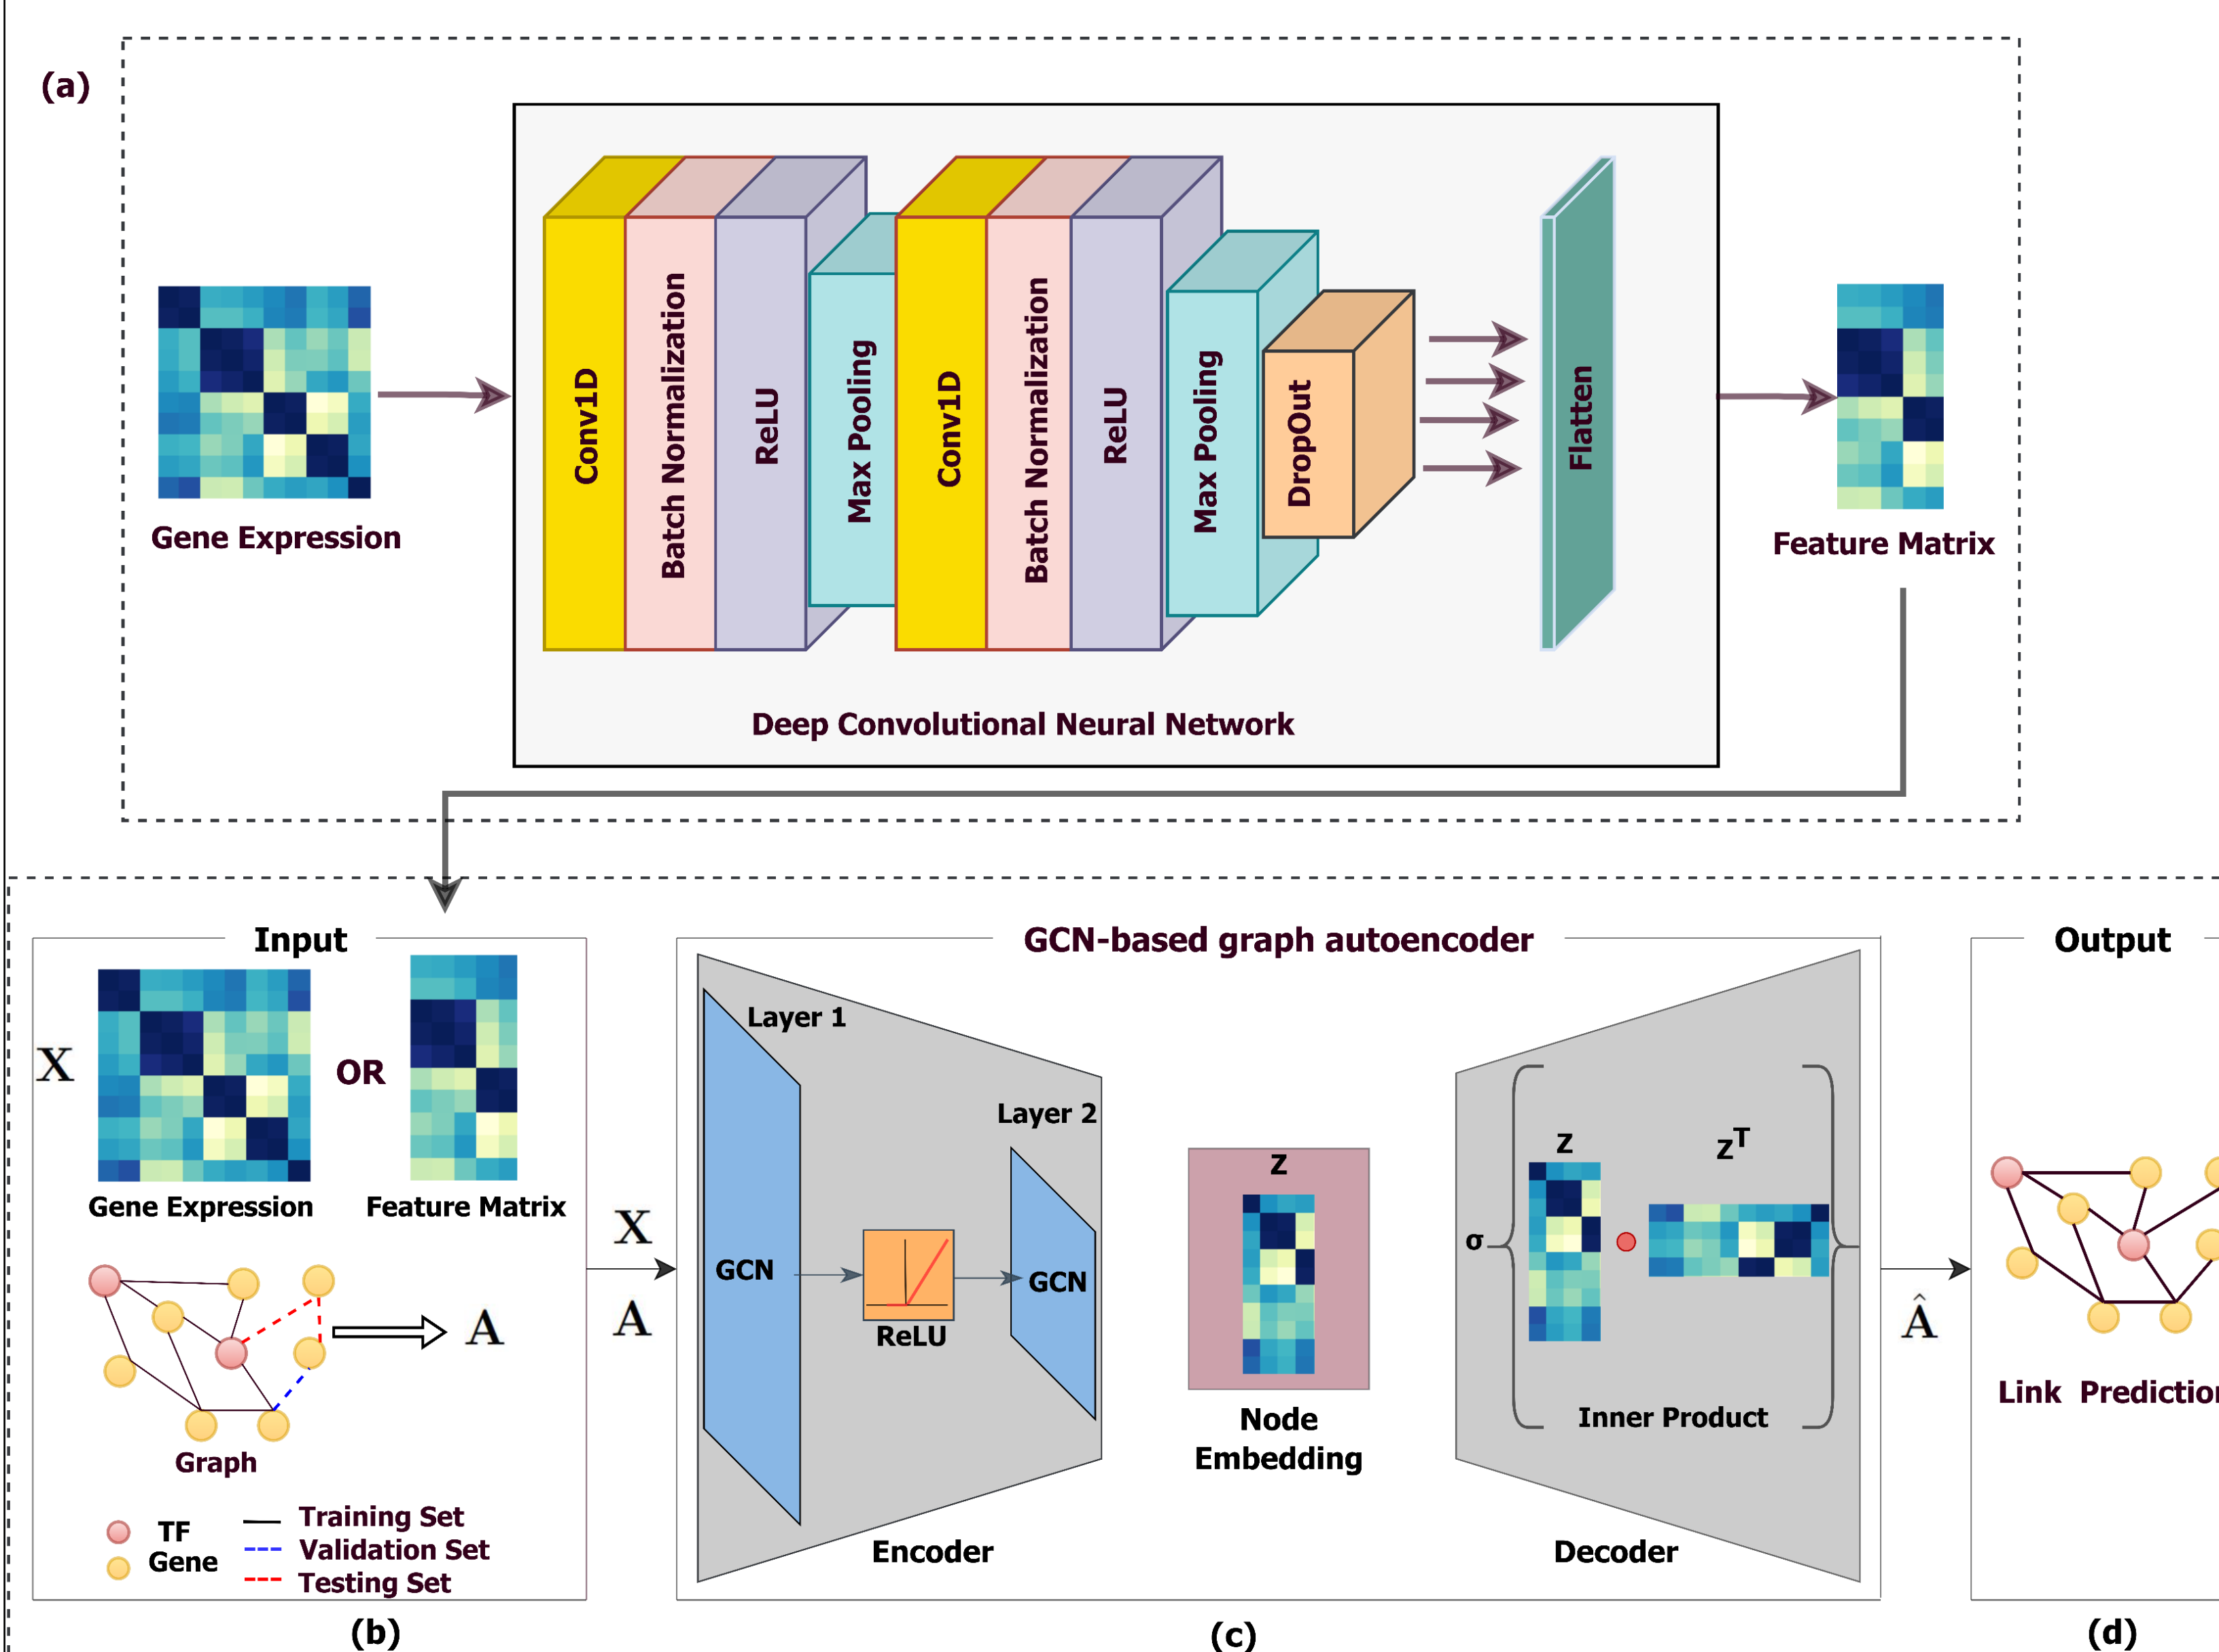 (a)
Conv1D
Batch Normalization
ReLU
Max Pooling
Conv1D
Batch Normalization
ReLU
Max Pooling
DropOut
Flatten
Gene Expression
Feature Matrix
Deep Convolutional Neural Network
Input
X
OR
Gene Expression
Feature Matrix
A
Graph
TF
Gene
Training Set
Validation Set
Testing Set
(b)
X
A
GCN-based graph autoencoder
Layer 1
Layer 2
GCN
ReLU
GCN
Encoder
Z
Node
Embedding
σ
Z
Z^T
Inner Product
Decoder
(c)
Â
Output
Link Prediction
(d)